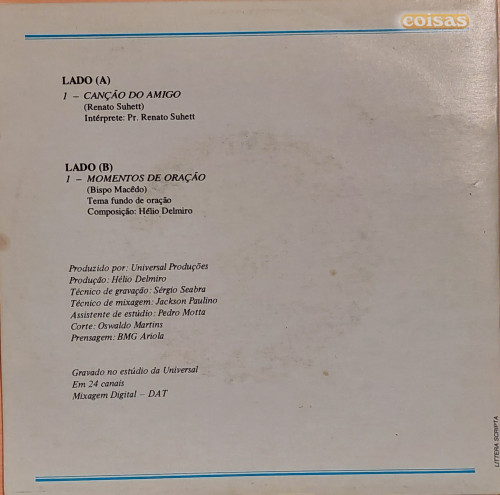 eoisas
LADO (A)
1 – CANÇÃO DO AMIGO
(Renato Suhett)
Intérprete: Pr. Renato Suhett
LADO (B)
1 – MOMENTOS DE ORAÇÃO
(Bispo Macêdo)
Tema fundo de oração
Composição: Hélio Delmiro
Produzido por: Universal Produções
Produção: Hélio Delmiro
Técnico de gravação: Sérgio Seabra
Técnico de mixagem: Jackson Paulino
Assistente de estúdio: Pedro Motta
Corte: Oswaldo Martins
Prensagem: BMG Ariola
Gravado no estúdio da Universal
Em 24 canais
Mixagem Digital – DAT
LITTERA SCRIPTA